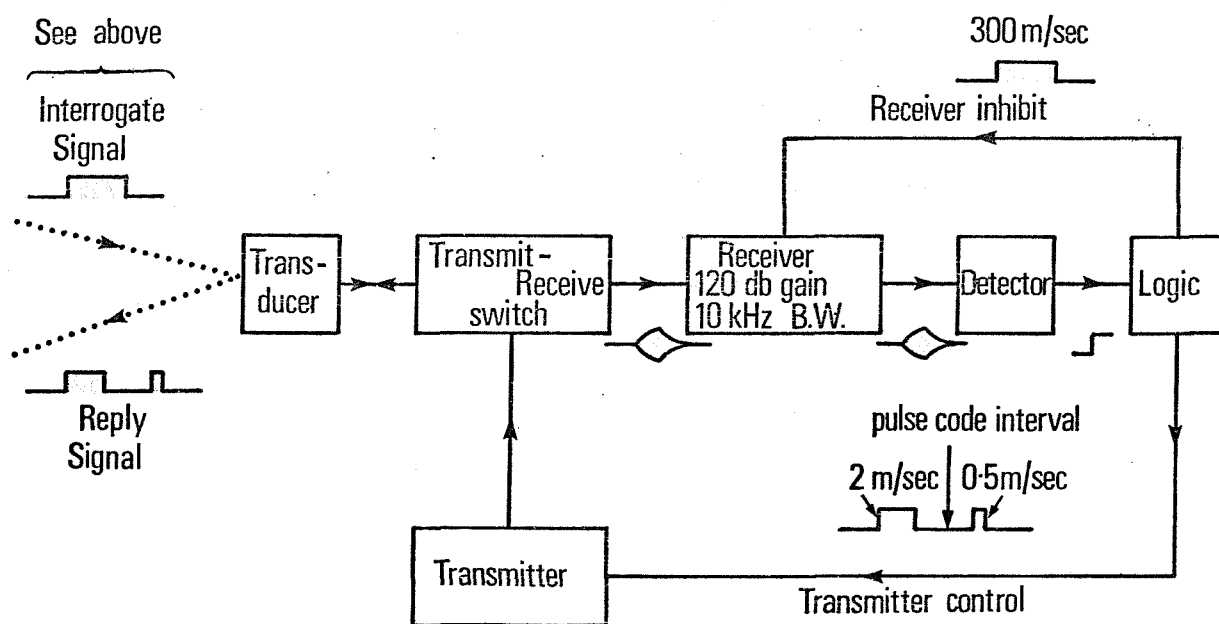 See above
Interrogate
Signal
300 m/sec
Receiver inhibit
Trans-
ducer
Transmit-
Receive
switch
Receiver
120 db gain
10 kHz B.W.
Detector
Logic
Reply
Signal
pulse code interval
2 m/sec
0·5m/sec
Transmitter
Transmitter control